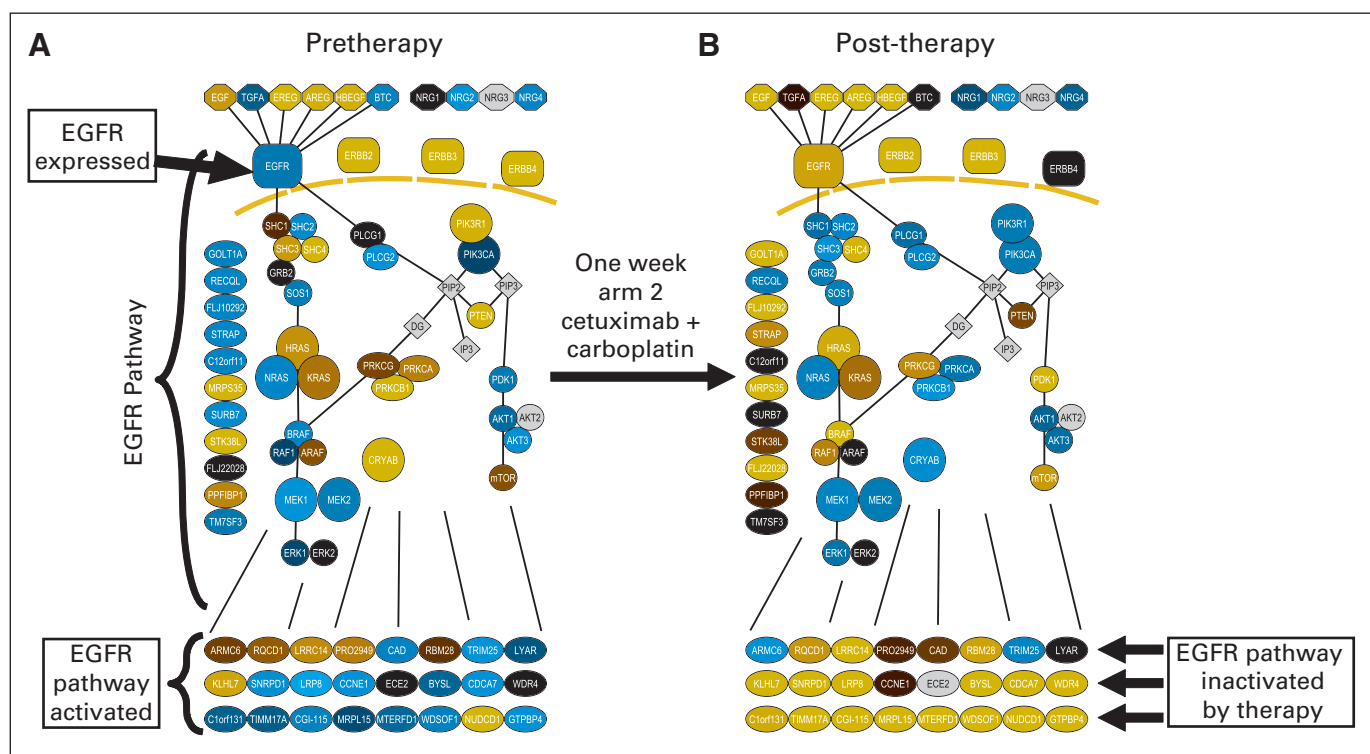 A Pretherapy
B Post-therapy
EGF TGFA EREG AREG HBEGF BTC NRG1 NRG2 NRG3 NRG4
EGFR
expressed
EGFR
ERBB2 ERBB3 ERBB4
SHC1 SHC2
SHC3 SHC4
GRB2
SOS1
PLCG1
PLCG2
PIK3R1
PIK3CA
PIP2 PIP3
PTEN
DG
IP3
HRAS
NRAS KRAS
PRKCG PRKCA
PRKCB1
PDK1
AKT1 AKT2
AKT3
mTOR
BRAF
RAF1 ARAF
CRYAB
MEK1 MEK2
ERK1 ERK2
EGFR Pathway
GOLT1A
RECQL
FLJ10292
STRAP
C12orf11
MRPS35
SURB7
STK38L
FLJ22028
PPFIBP1
TM7SF3
EGFR
pathway
activated
ARMC6 RQCD1 LRRC14 PRO2949 CAD RBM28 TRIM25 LYAR
KLHL7 SNRPD1 LRP8 CCNE1 ECE2 BYSL CDCA7 WDR4
C1orf131 TIMM17A CGI-115 MRPL15 MTERFD1 WDSOF1 NUDCD1 GTPBP4
One week
arm 2
cetuximab +
carboplatin
EGF TGFA EREG AREG HBEGF BTC NRG1 NRG2 NRG3 NRG4
EGFR
ERBB2 ERBB3 ERBB4
SHC1 SHC2
SHC3 SHC4
GRB2
SOS1
PLCG1
PLCG2
PIK3R1
PIK3CA
PIP2 PIP3
PTEN
DG
IP3
HRAS
NRAS KRAS
PRKCG PRKCA
PRKCB1
PDK1
AKT1 AKT2
AKT3
mTOR
BRAF
RAF1 ARAF
CRYAB
MEK1 MEK2
ERK1 ERK2
GOLT1A
RECQL
FLJ10292
STRAP
C12orf11
MRPS35
SURB7
STK38L
FLJ22028
PPFIBP1
TM7SF3
ARMC6 RQCD1 LRRC14 PRO2949 CAD RBM28 TRIM25 LYAR
KLHL7 SNRPD1 LRP8 CCNE1 ECE2 BYSL CDCA7 WDR4
C1orf131 TIMM17A CGI-115 MRPL15 MTERFD1 WDSOF1 NUDCD1 GTPBP4
EGFR pathway
inactivated
by therapy